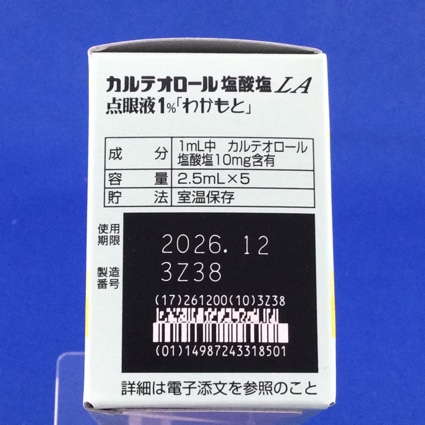 カルテオロール塩酸塩LA
点眼液1%「わかもと」
成 分 1mL中 カルテオロール
塩酸塩10mg含有
容 量 2.5mL×5
貯 法 室温保存
使用
期限 2026.12
製造
番号 3Z38
(17)261200(10)3Z38
(01)14987243318501
詳細は電子添文を参照のこと